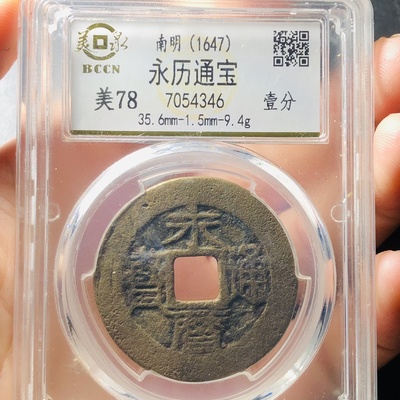 美泉
BCCN
南明 (1647)
永历通宝
美78 7054346 壹分
35.6mm-1.5mm-9.4g
永
寶 通
曆